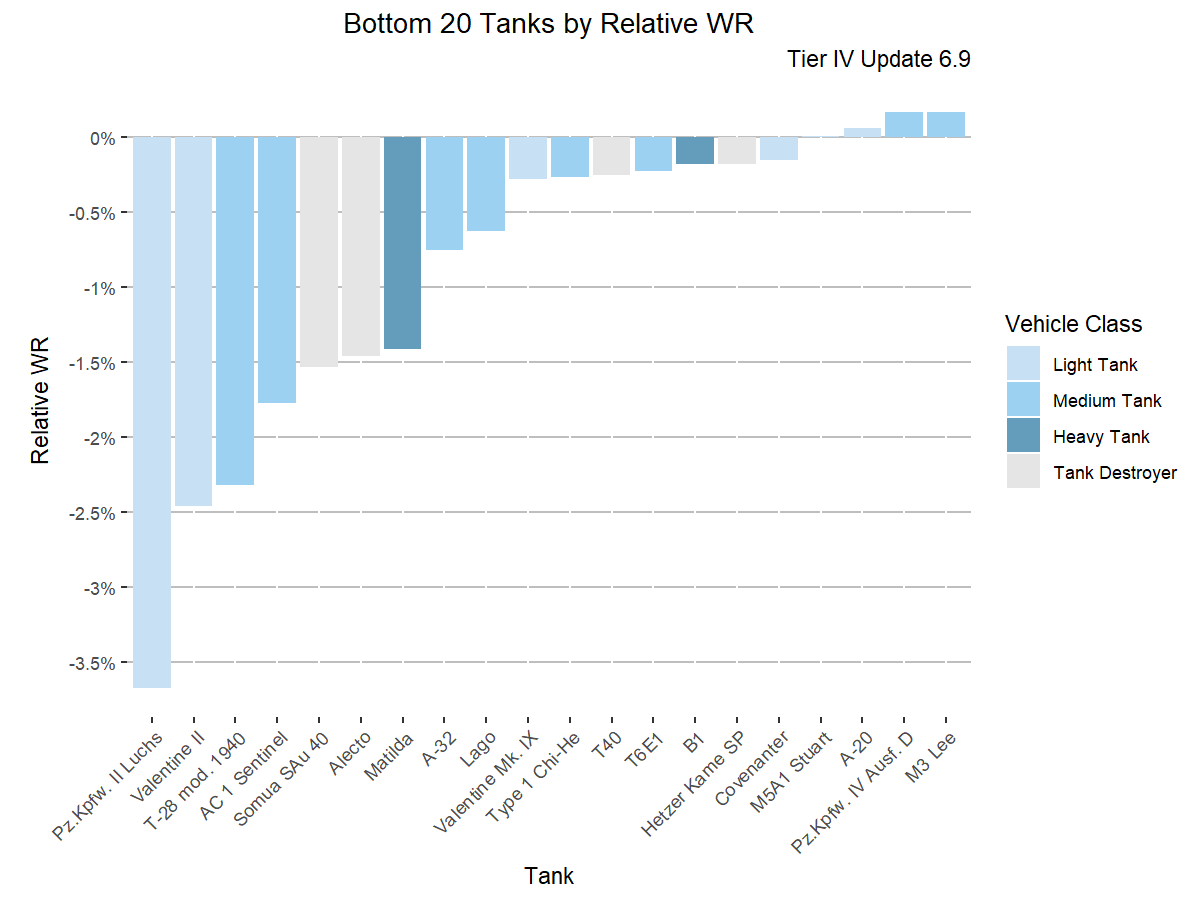 Bottom 20 Tanks by Relative WR
Tier IV Update 6.9
0%
-0.5%
-1%
-1.5%
-2%
-2.5%
-3%
-3.5%
Relative WR
Pz.Kpfw. II Luchs
Valentine II
T-28 mod. 1940
AC 1 Sentinel
Somua SAu 40
Alecto
Matilda
A-32
Lago
Valentine Mk. IX
Type 1 Chi-He
T40
T6E1
B1
Hetzer Kame SP
Covenanter
M5A1 Stuart
A-20
Pz.Kpfw. IV Ausf. D
M3 Lee
Tank
Vehicle Class
Light Tank
Medium Tank
Heavy Tank
Tank Destroyer